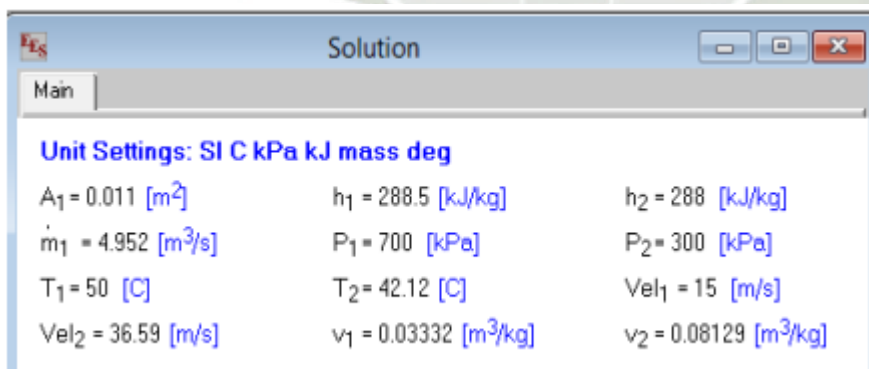 EES Solution
Main
Unit Settings: SI C kPa kJ mass deg
A₁ = 0.011 [m²] h₁ = 288.5 [kJ/kg] h₂ = 288 [kJ/kg]
ṁ₁ = 4.952 [m³/s] P₁ = 700 [kPa] P₂ = 300 [kPa]
T₁ = 50 [C] T₂ = 42.12 [C] Vel₁ = 15 [m/s]
Vel₂ = 36.59 [m/s] v₁ = 0.03332 [m³/kg] v₂ = 0.08129 [m³/kg]